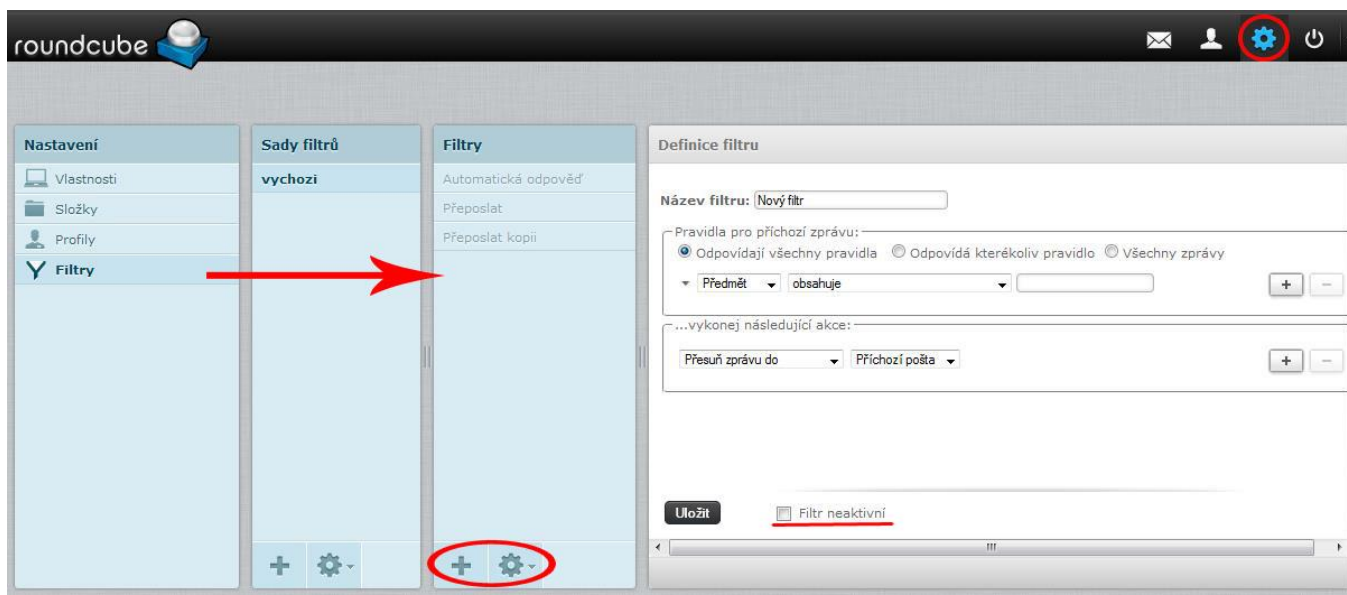 roundcube
Nastavení
Vlastnosti
Složky
Profily
Filtry
Sady filtrů
vychozi
Filtry
Automatická odpověď
Přeposlat
Přeposlat kopii
Definice filtru
Název filtru: Nový filtr
Pravidla pro příchozí zprávu:
Odpovídají všechny pravidla Odpovídá kterékoliv pravidlo Všechny zprávy
Předmět obsahuje
...vykonej následující akce:
Přesuň zprávu do Příchozí pošta
Uložit Filtr neaktivní